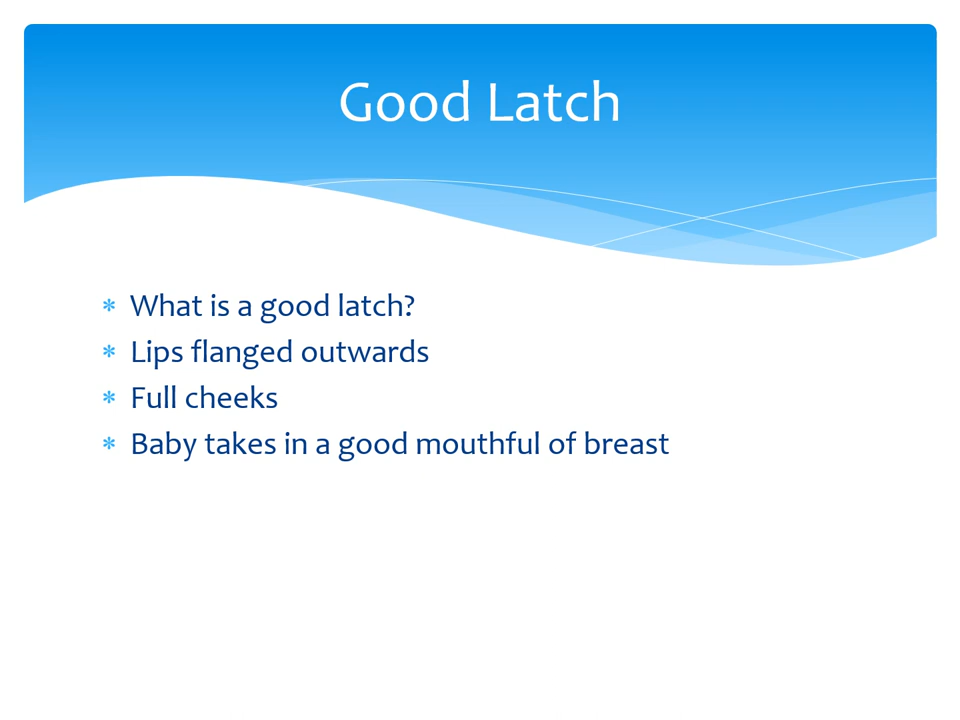 Good Latch
* What is a good latch?
* Lips flanged outwards
* Full cheeks
* Baby takes in a good mouthful of breast